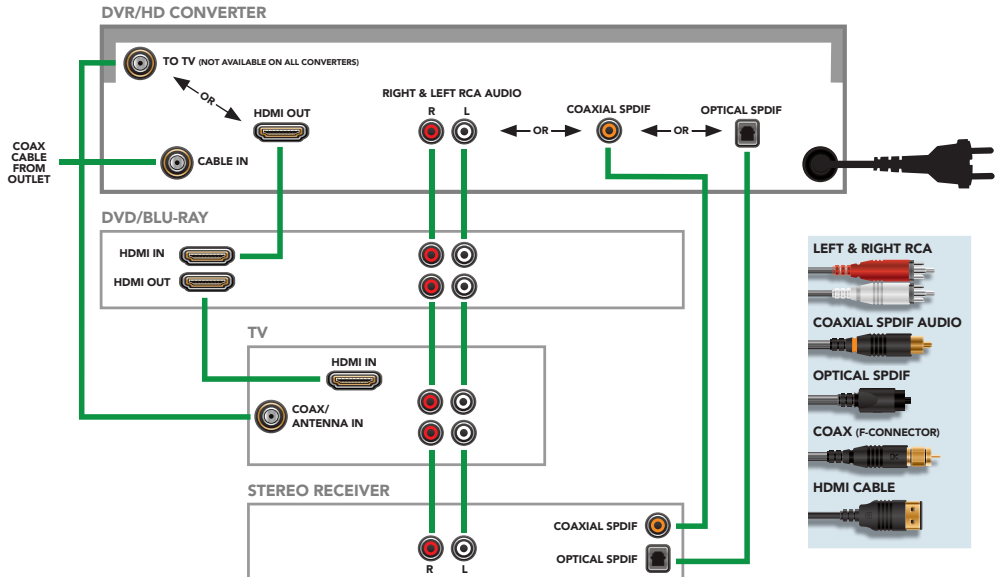 DVR/HD CONVERTER
TO TV (NOT AVAILABLE ON ALL CONVERTERS)
OR
HDMI OUT
RIGHT & LEFT RCA AUDIO
R L
OR
COAXIAL SPDIF
OR
OPTICAL SPDIF
COAX
CABLE
FROM
OUTLET
CABLE IN
DVD/BLU-RAY
HDMI IN
HDMI OUT
TV
HDMI IN
COAX/
ANTENNA IN
STEREO RECEIVER
COAXIAL SPDIF
OPTICAL SPDIF
R L
LEFT & RIGHT RCA
COAXIAL SPDIF AUDIO
OPTICAL SPDIF
COAX (F-CONNECTOR)
HDMI CABLE